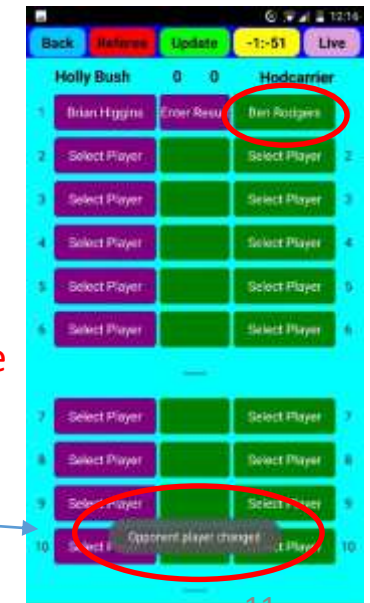 12:16
Back Referee Update -1:-51 Live
Holly Bush 0 0 Hodcarrier
1 Brian Higgins Enter Resu Ben Rodgers
2 Select Player Select Player 2
3 Select Player Select Player 3
4 Select Player Select Player 4
5 Select Player Select Player 5
6 Select Player Select Player 6
e
7 Select Player Select Player 7
8 Select Player Select Player 8
9 Select Player Select Player 9
10 Opponent player changed 10
11